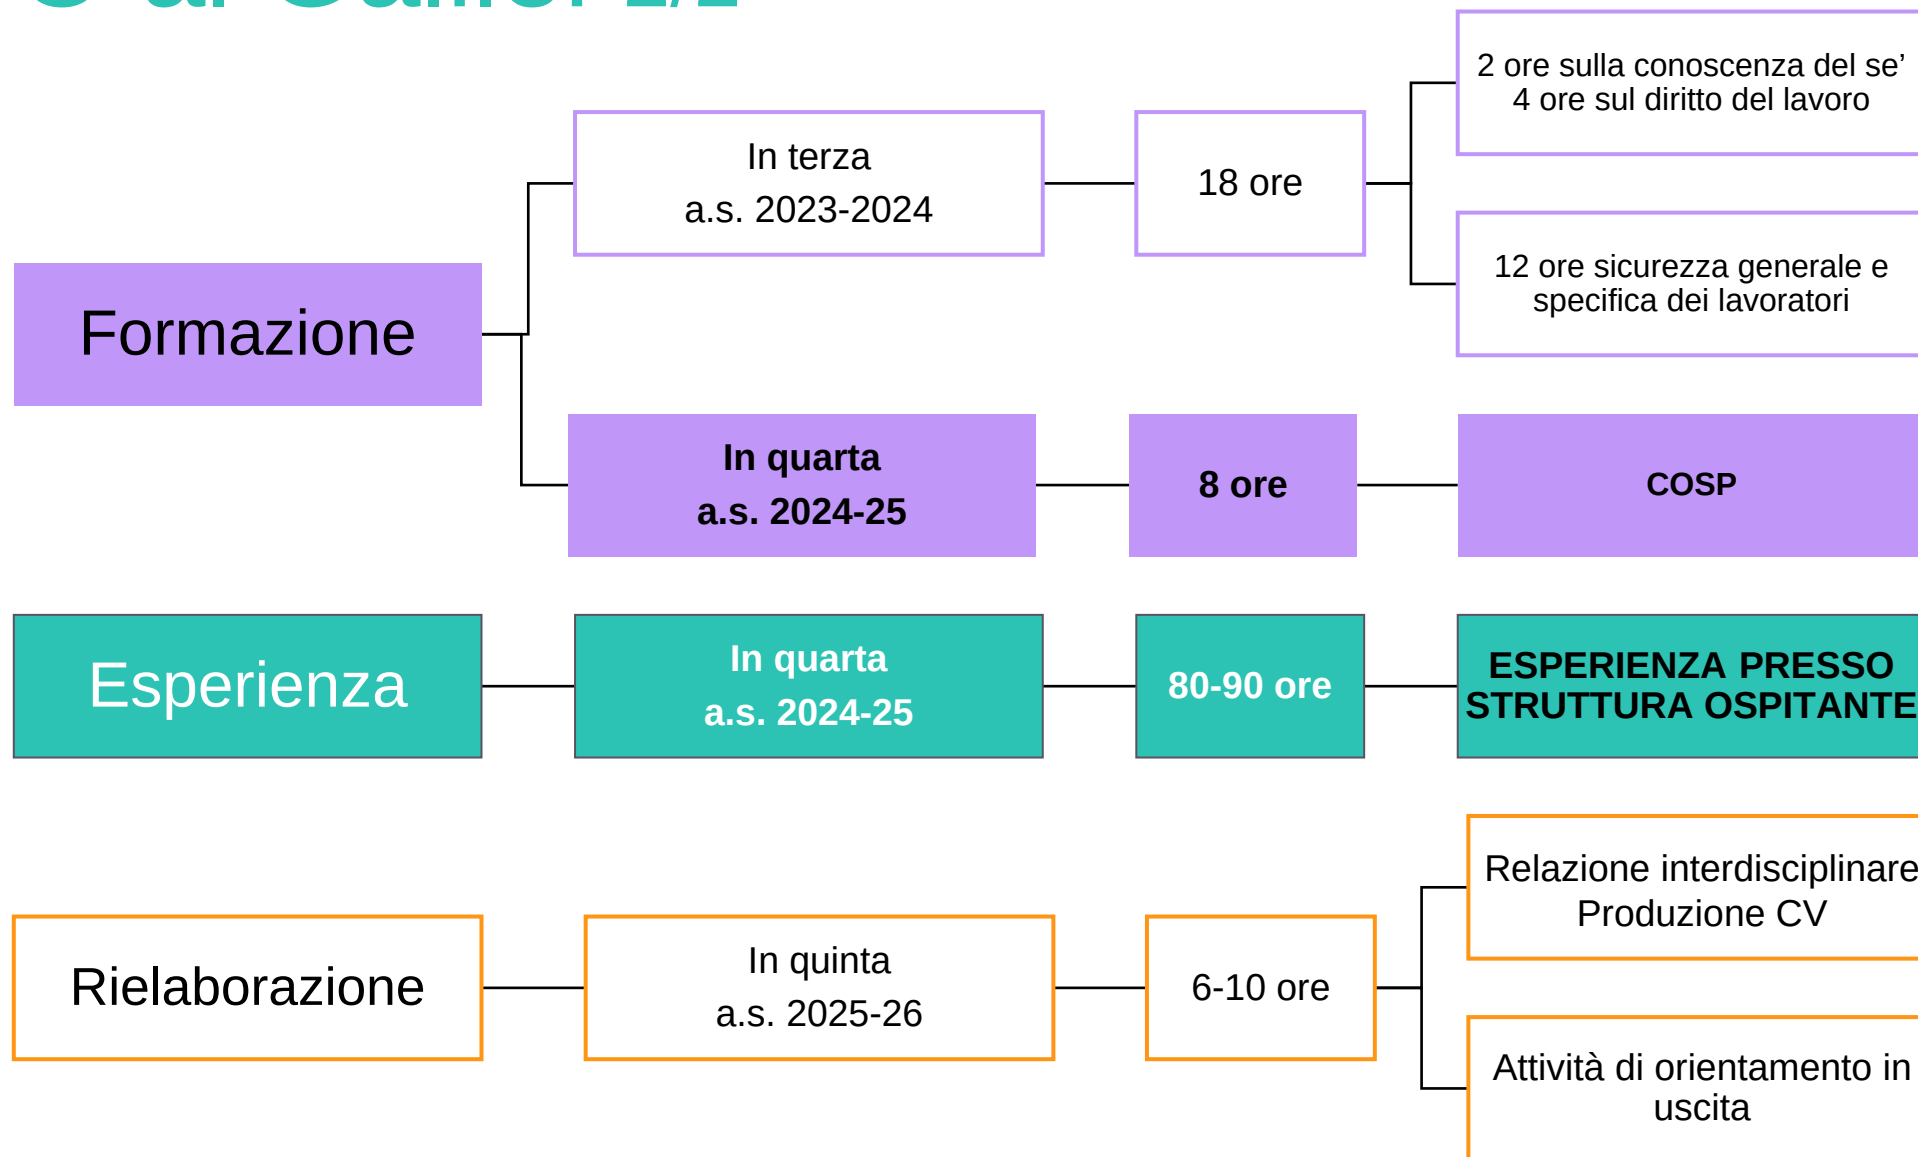 2 ore sulla conoscenza del se’
4 ore sul diritto del lavoro
In terza
a.s. 2023-2024
18 ore
12 ore sicurezza generale e
specifica dei lavoratori
Formazione
In quarta
a.s. 2024-25
8 ore
COSP
Esperienza
In quarta
a.s. 2024-25
80-90 ore
ESPERIENZA PRESSO
STRUTTURA OSPITANTE
Relazione interdisciplinare
Produzione CV
Rielaborazione
In quinta
a.s. 2025-26
6-10 ore
Attività di orientamento in
uscita